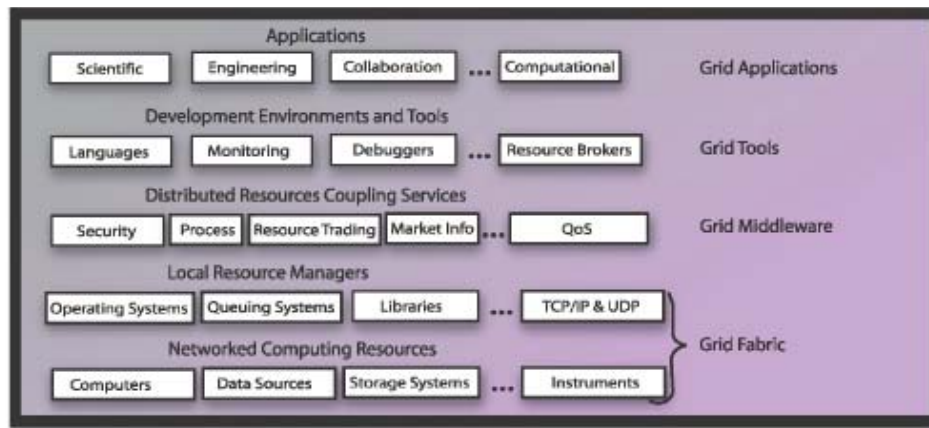 Applications
Scientific Engineering Collaboration ... Computational Grid Applications
Development Environments and Tools
Languages Monitoring Debuggers ... Resource Brokers Grid Tools
Distributed Resources Coupling Services
Security Process Resource Trading Market Info ... QoS Grid Middleware
Local Resource Managers
Operating Systems Queuing Systems Libraries ... TCP/IP & UDP
Grid Fabric
Networked Computing Resources
Computers Data Sources Storage Systems ... Instruments